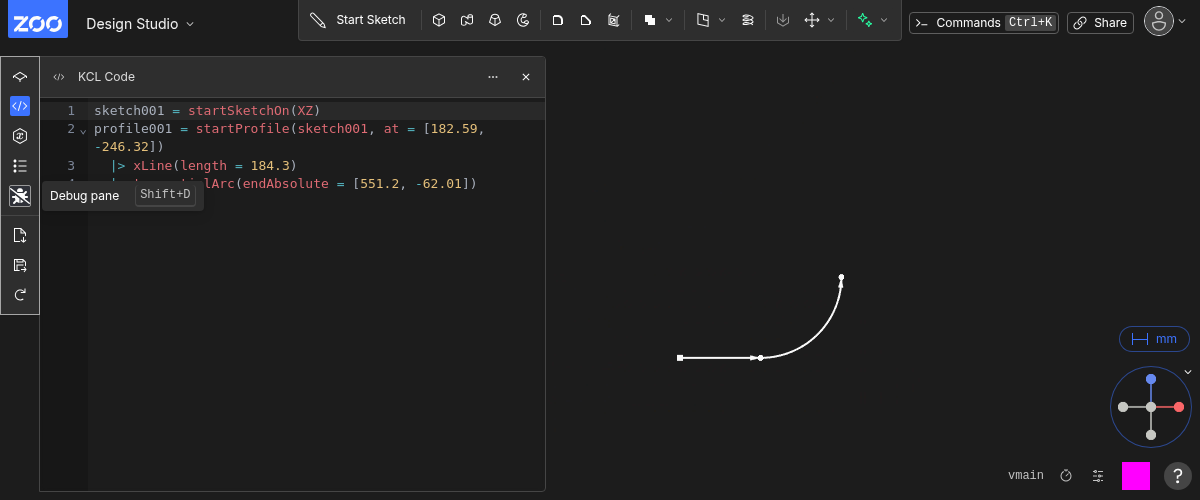 ZOO
Design Studio
Start Sketch
Commands Ctrl+K
Share
KCL Code
1 sketch001 = startSketchOn(XZ)
2 profile001 = startProfile(sketch001, at = [182.59,
-246.32])
3 |> xLine(length = 184.3)
lArc(endAbsolute = [551.2, -62.01])
Debug pane Shift+D
mm
vmain
?